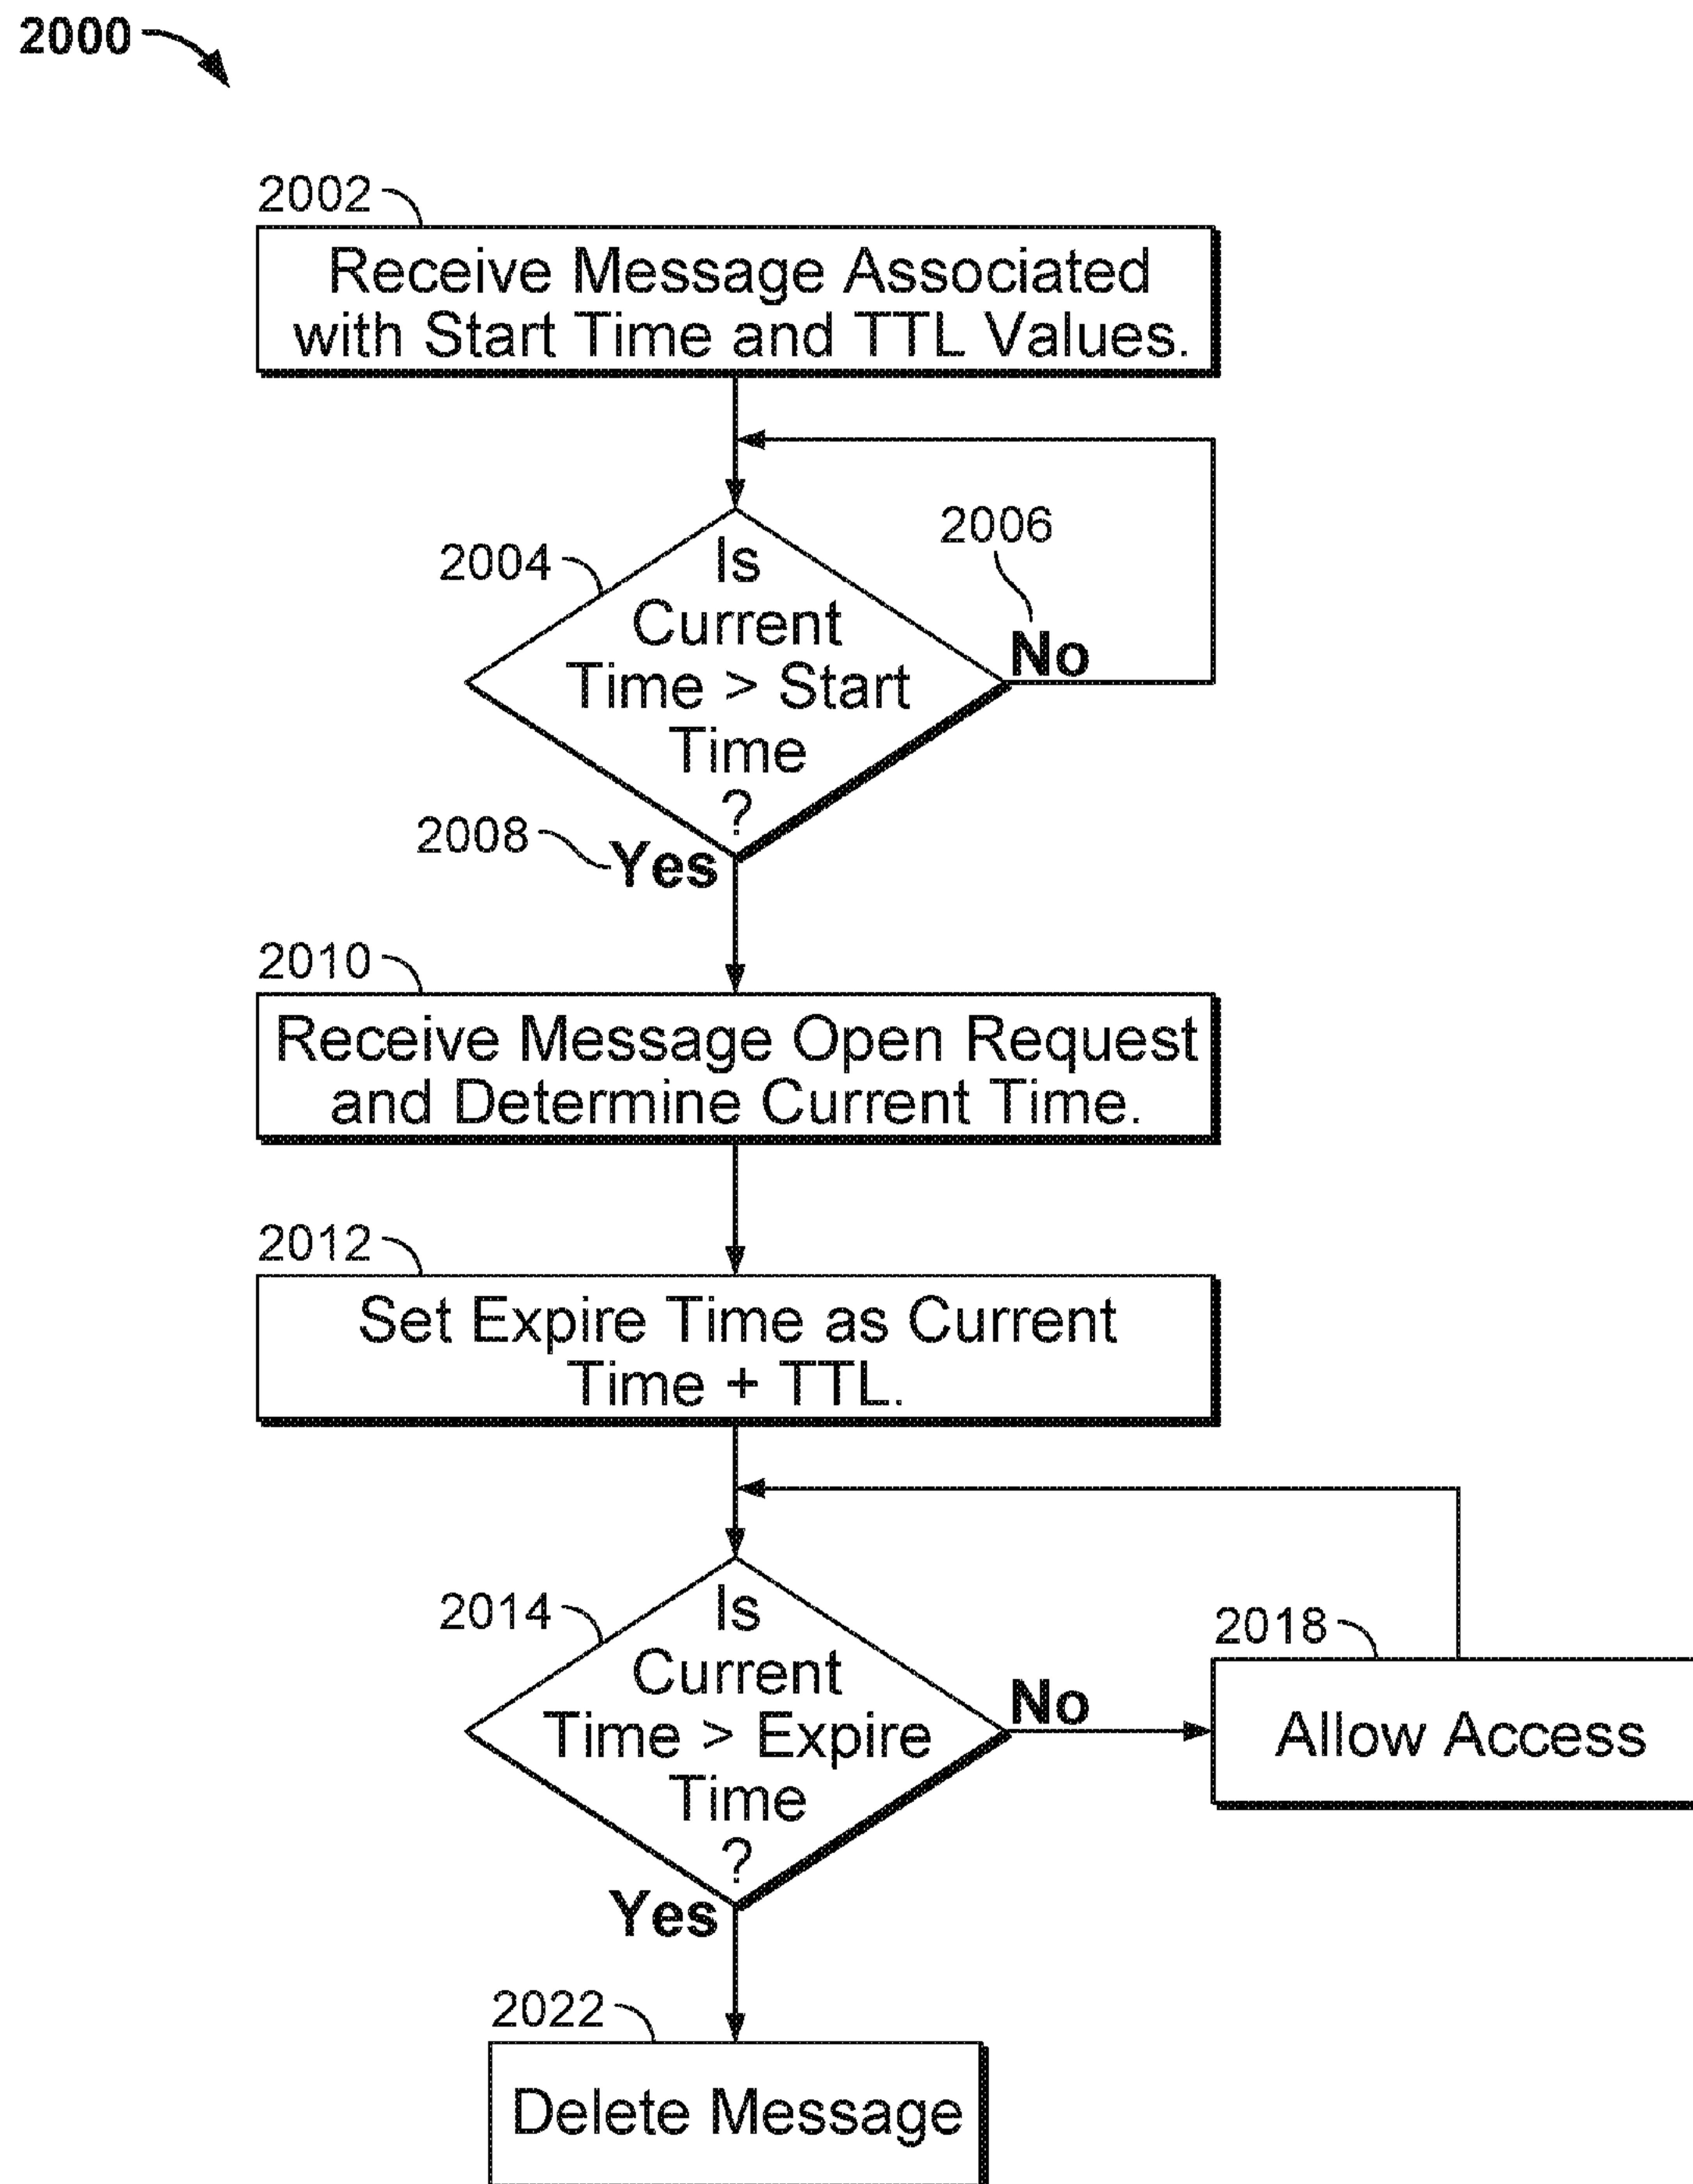 2000
2002
Receive Message Associated
with Start Time and TTL Values.
2004
Is
Current
Time > Start
Time
?
2006
No
2008
Yes
2010
Receive Message Open Request
and Determine Current Time.
2012
Set Expire Time as Current
Time + TTL.
2014
Is
Current
Time > Expire
Time
?
No
2018
Allow Access
Yes
2022
Delete Message